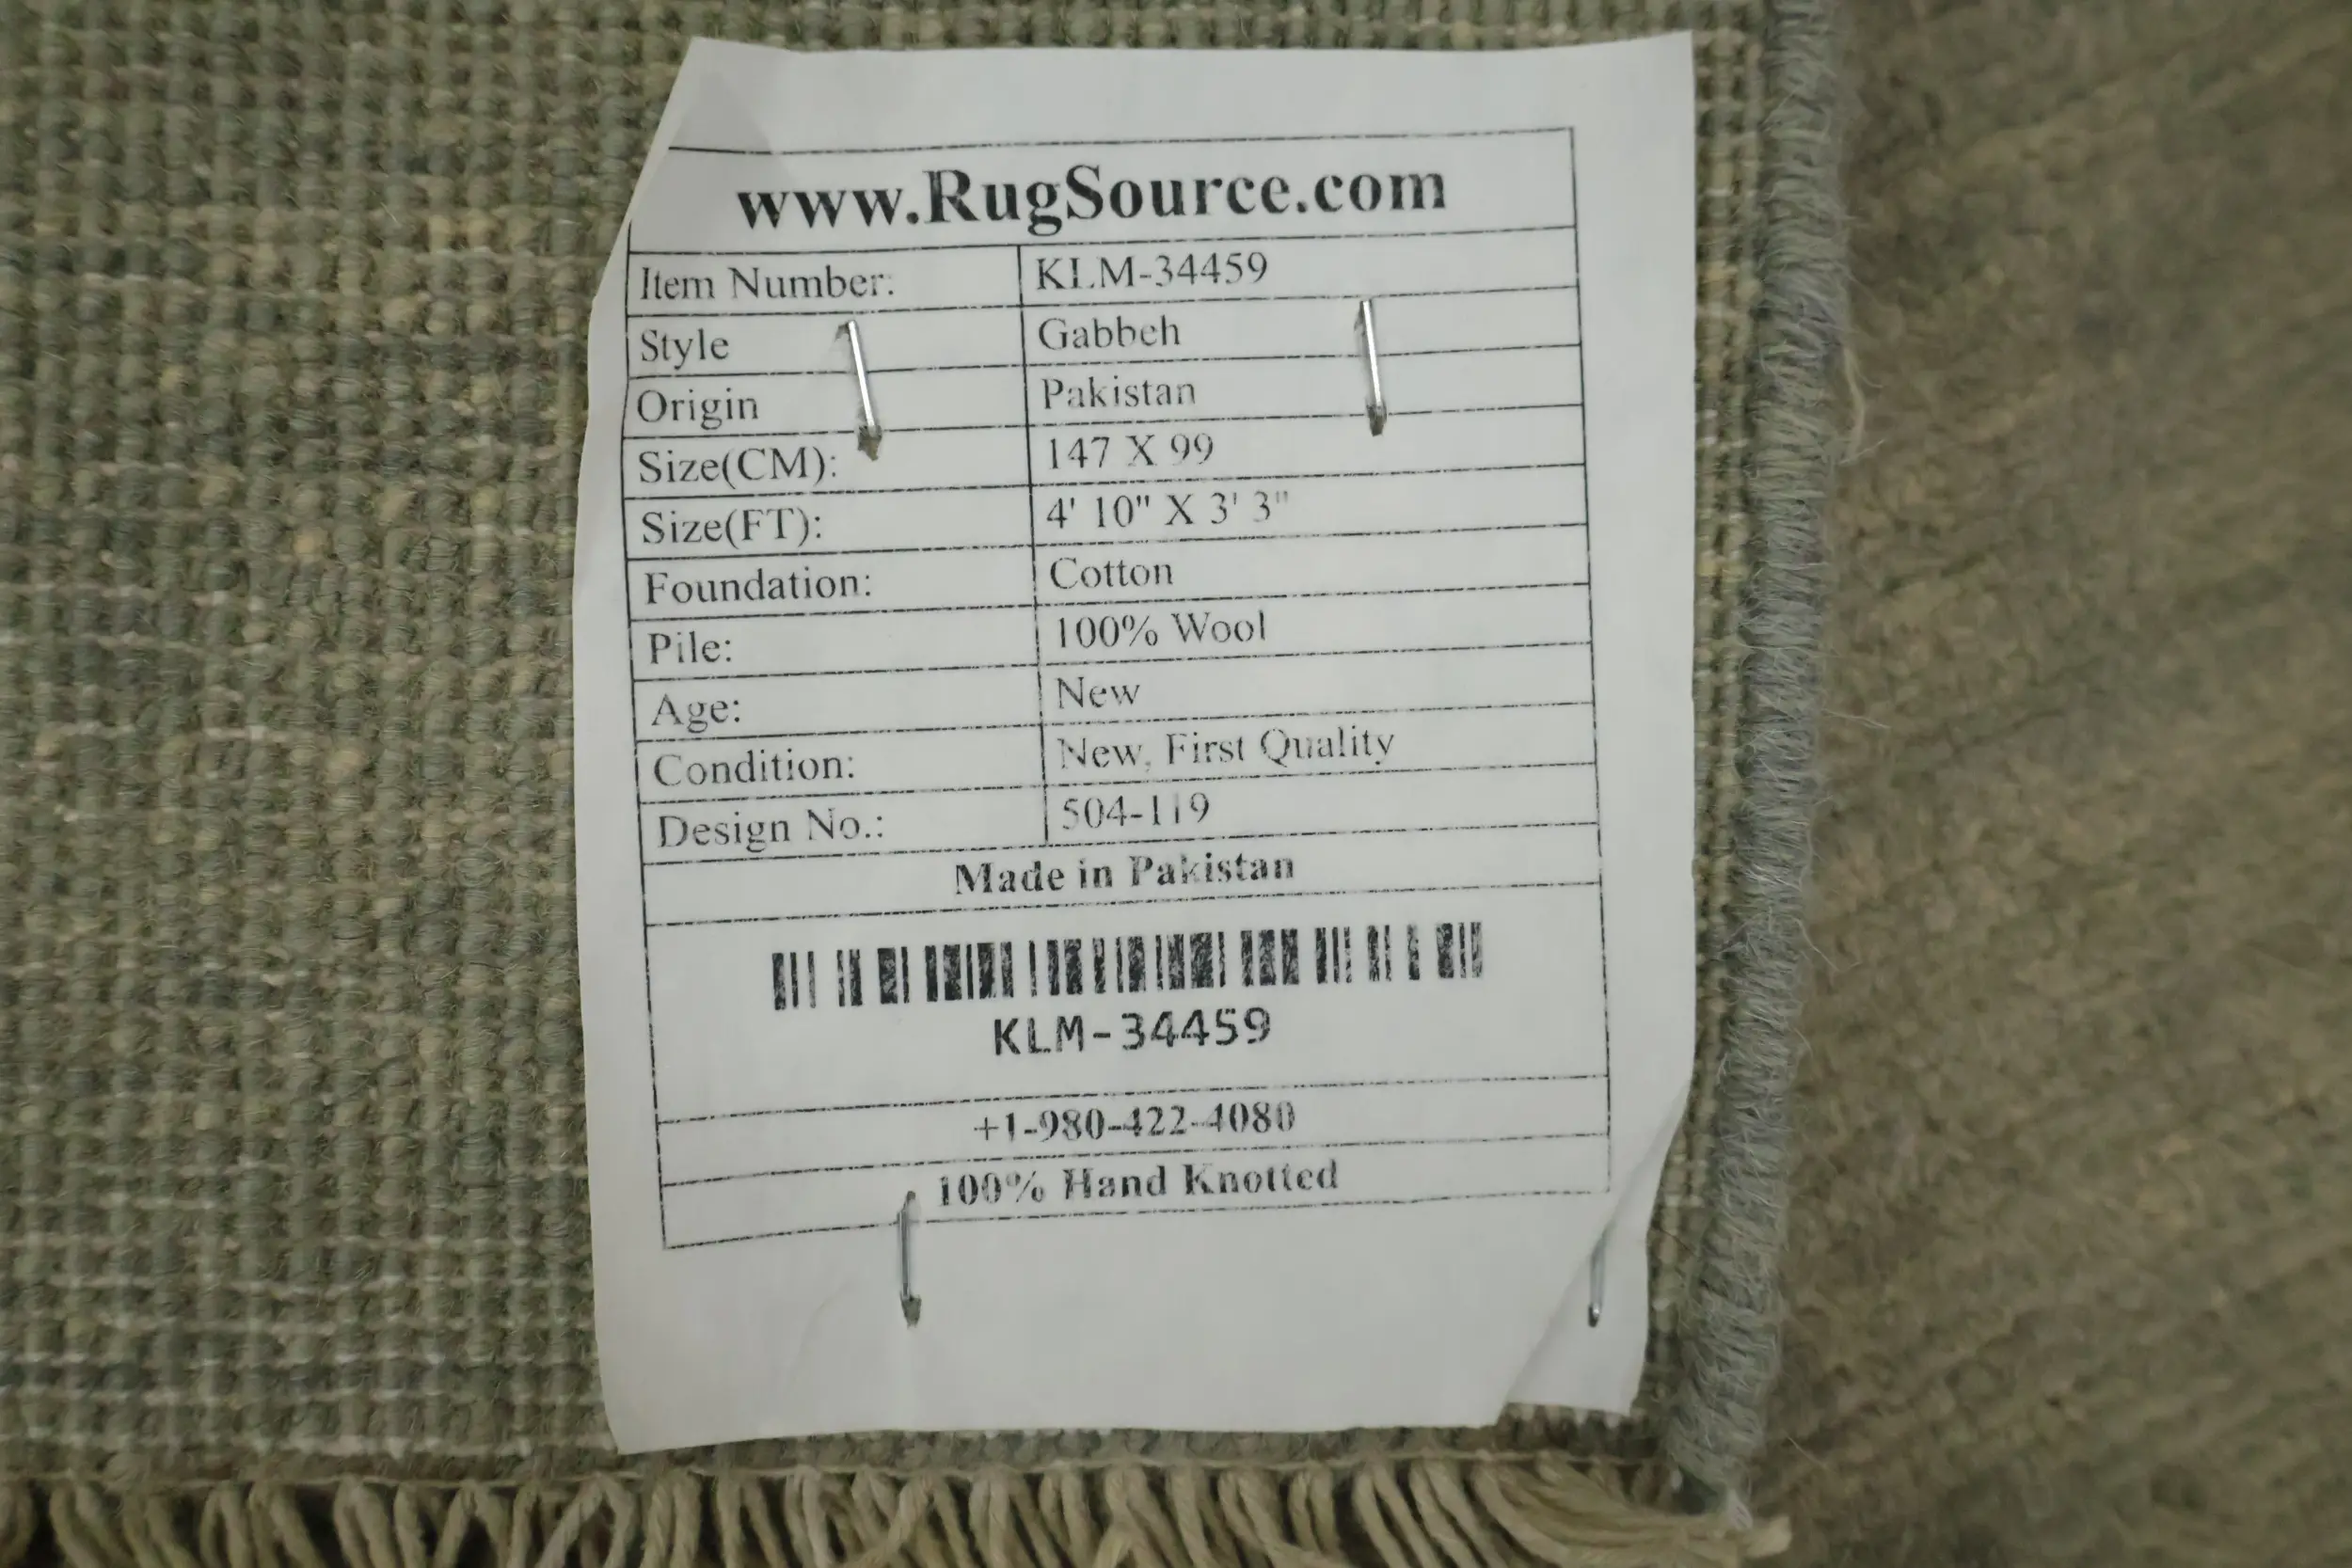 www.RugSource.com
Item Number: KLM-34459
Style Gabbeh
Origin Pakistan
Size(CM): 147 X 99
Size(FT): 4' 10" X 3' 3"
Foundation: Cotton
Pile: 100% Wool
Age: New
Condition: New, First Quality
Design No.: 504-119
Made in Pakistan
KLM-34459
+1-980-422-4080
100% Hand Knotted